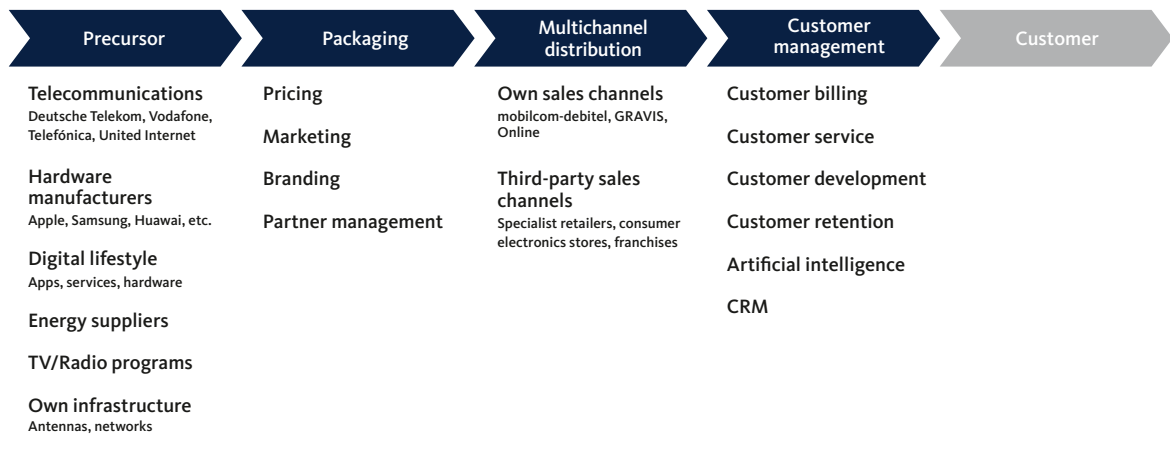 Precursor
Packaging
Multichannel
distribution
Customer
management
Customer
Telecommunications
Deutsche Telekom, Vodafone,
Telefónica, United Internet
Hardware
manufacturers
Apple, Samsung, Huawai, etc.
Digital lifestyle
Apps, services, hardware
Energy suppliers
TV/Radio programs
Own infrastructure
Antennas, networks
Pricing
Marketing
Branding
Partner management
Own sales channels
mobilcom-debitel, GRAVIS,
Online
Third-party sales
channels
Specialist retailers, consumer
electronics stores, franchises
Customer billing
Customer service
Customer development
Customer retention
Artificial intelligence
CRM